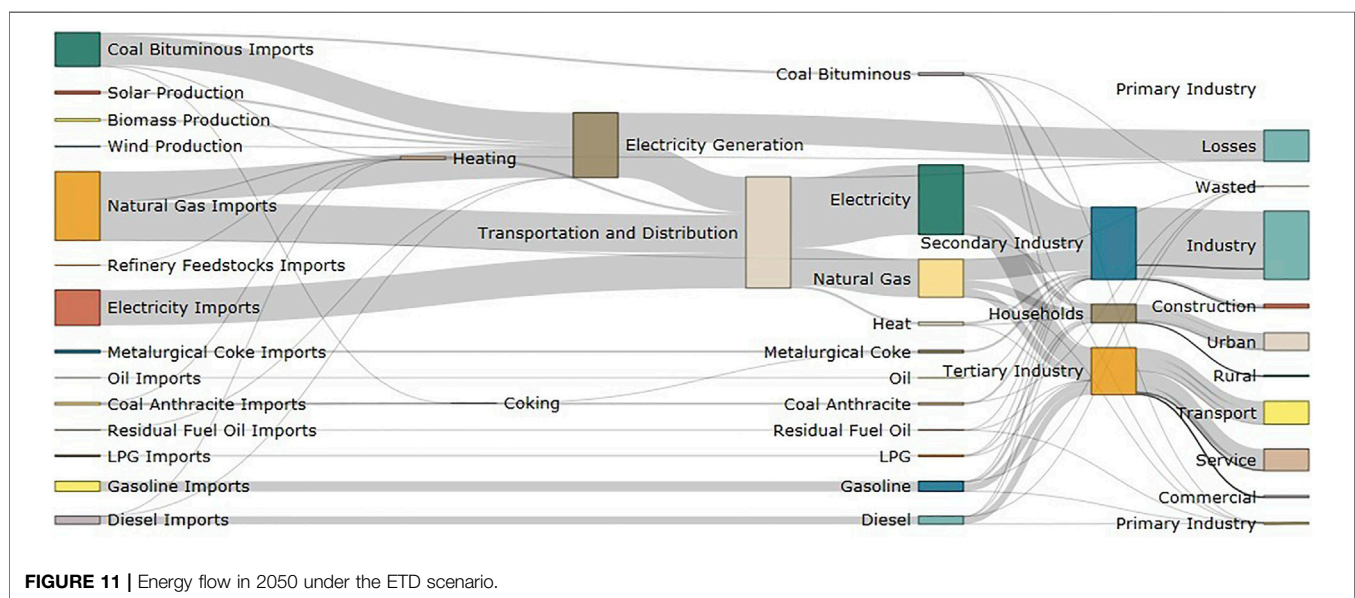 Coal Bituminous Imports
Solar Production
Biomass Production
Wind Production
Natural Gas Imports
Refinery Feedstocks Imports
Electricity Imports
Metalurgical Coke Imports
Oil Imports
Coal Anthracite Imports
Residual Fuel Oil Imports
LPG Imports
Gasoline Imports
Diesel Imports
Heating
Coking
Electricity Generation
Transportation and Distribution
Coal Bituminous
Electricity
Natural Gas
Heat
Metalurgical Coke
Oil
Coal Anthracite
Residual Fuel Oil
LPG
Gasoline
Diesel
Secondary Industry
Households
Tertiary Industry
Primary Industry
Losses
Wasted
Industry
Construction
Urban
Rural
Transport
Service
Commercial
Primary Industry
FIGURE 11 | Energy flow in 2050 under the ETD scenario.